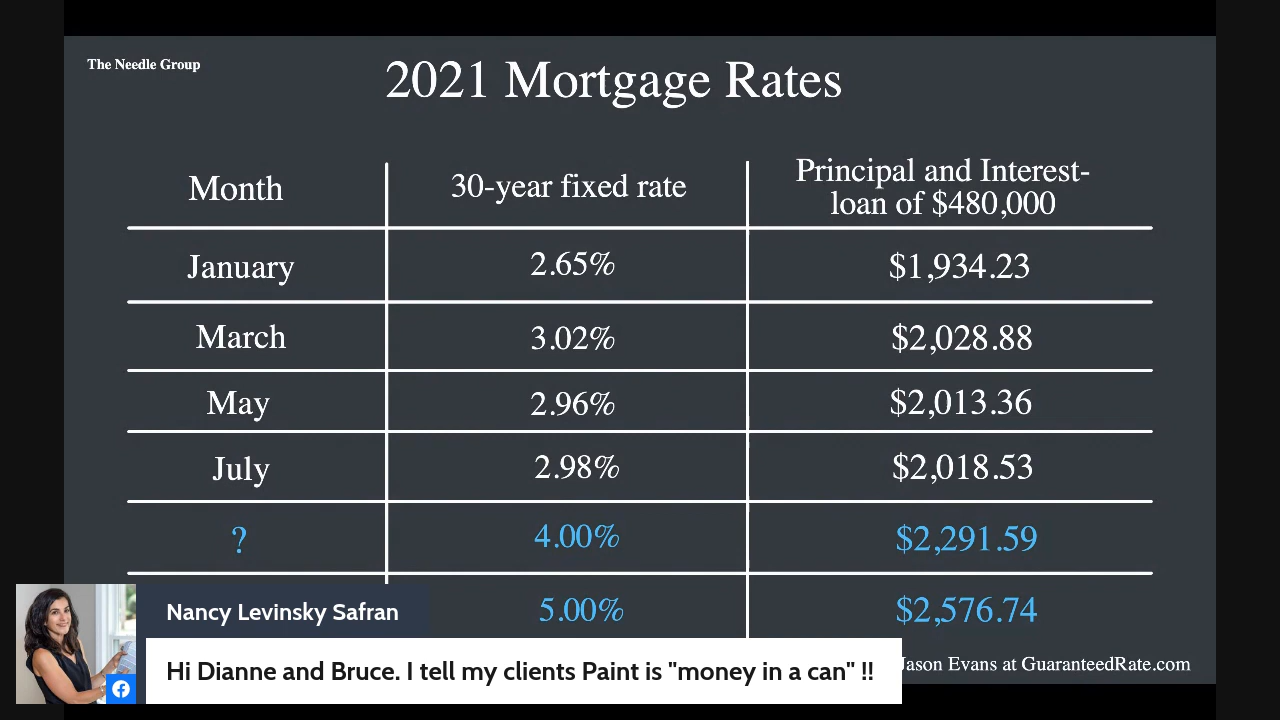 The Needle Group
2021 Mortgage Rates
Month
30-year fixed rate
Principal and Interest-
loan of $480,000
January
2.65%
$1,934.23
March
3.02%
$2,028.88
May
2.96%
$2,013.36
July
2.98%
$2,018.53
?
4.00%
$2,291.59
5.00%
$2,576.74
Nancy Levinsky Safran
Hi Dianne and Bruce. I tell my clients Paint is "money in a can" !!
Jason Evans at GuaranteedRate.com